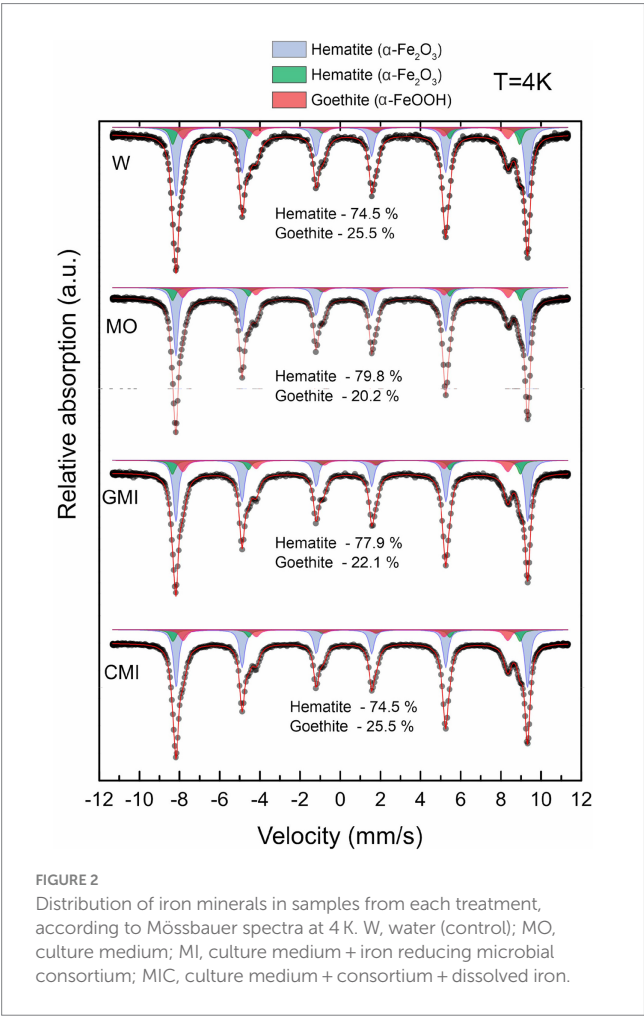 Hematite (α-Fe₂O₃)
Hematite (α-Fe₂O₃)
Goethite (α-FeOOH)
T=4K
Relative absorption (a.u.)
W
Hematite - 74.5 %
Goethite - 25.5 %
MO
Hematite - 79.8 %
Goethite - 20.2 %
GMI
Hematite - 77.9 %
Goethite - 22.1 %
CMI
Hematite - 74.5 %
Goethite - 25.5 %
-12 -10 -8 -6 -4 -2 0 2 4 6 8 10 12
Velocity (mm/s)
FIGURE 2
Distribution of iron minerals in samples from each treatment,
according to Mössbauer spectra at 4 K. W, water (control); MO,
culture medium; MI, culture medium + iron reducing microbial
consortium; MIC, culture medium + consortium + dissolved iron.